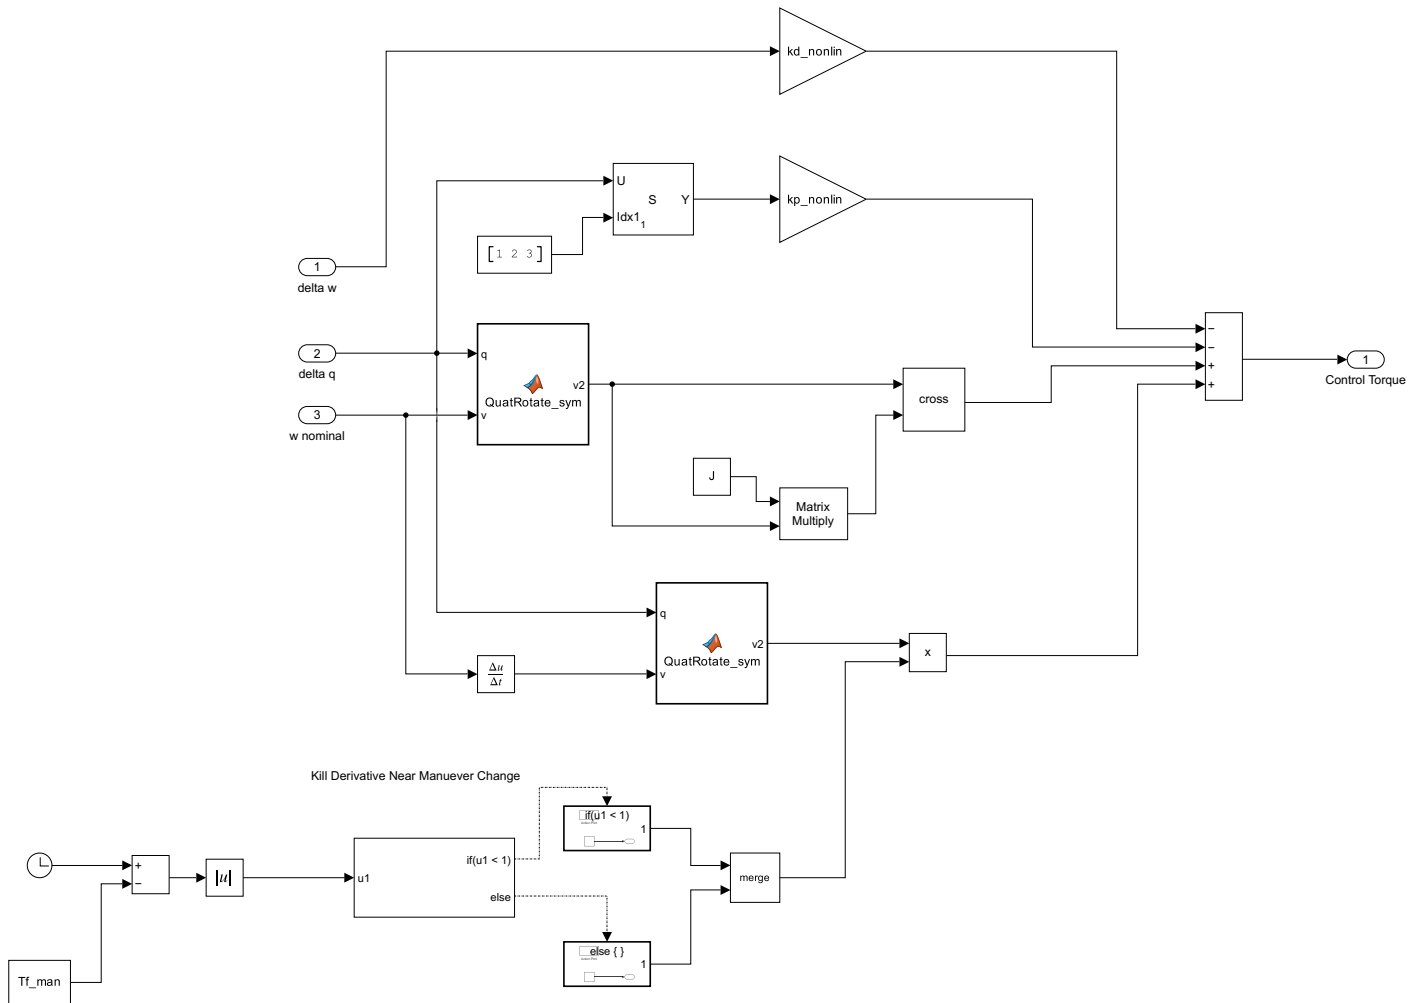 kd_nonlin
U
S
Y
Idx1
1
kp_nonlin
[ 1 2 3 ]
1
delta w
2
delta q
3
w nominal
q
v
v2
QuatRotate_sym
cross
J
Matrix
Multiply
−
−
+
+
1
Control Torque
q
v
v2
QuatRotate_sym
Δu
Δt
x
Kill Derivative Near Manuever Change
+
−
|u|
Tf_man
u1
if(u1 < 1)
else
if(u1 < 1)
1
else { }
1
merge